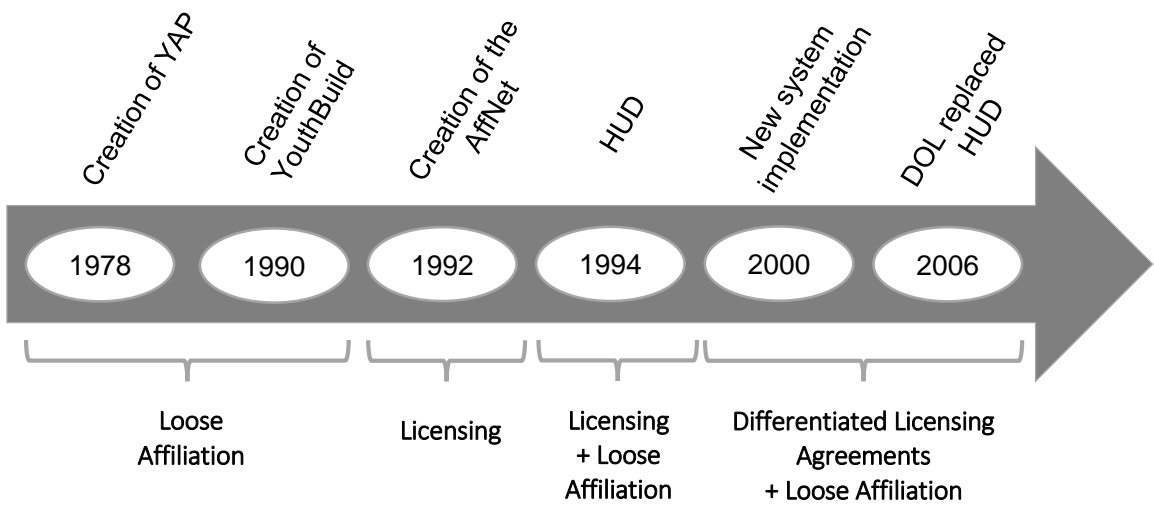 Creation of YAP
Creation of
YouthBuild
Creation of the
AffNet
HUD
New system
implementation
DOL replaced
HUD
1978
1990
1992
1994
2000
2006
Loose
Affiliation
Licensing
Licensing
+ Loose
Affiliation
Differentiated Licensing
Agreements
+ Loose Affiliation